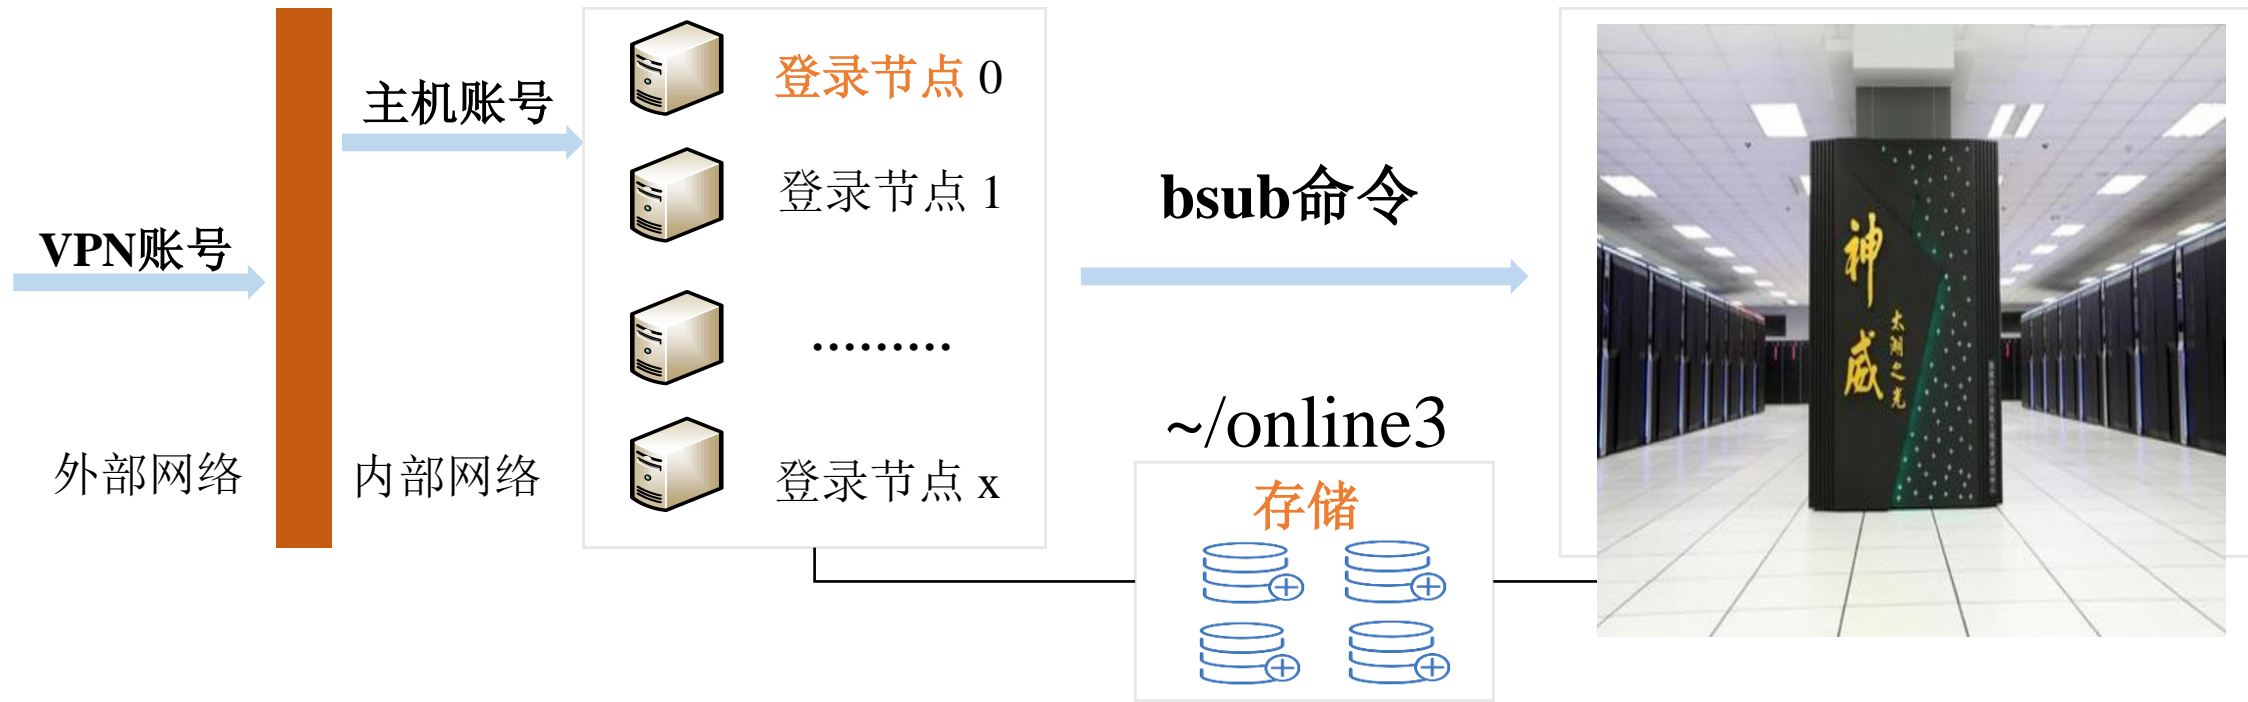 VPN账号
外部网络
主机账号
内部网络
登录节点 0
登录节点 1
.........
登录节点 x
bsub命令
~/online3
存储
神威
太湖之光